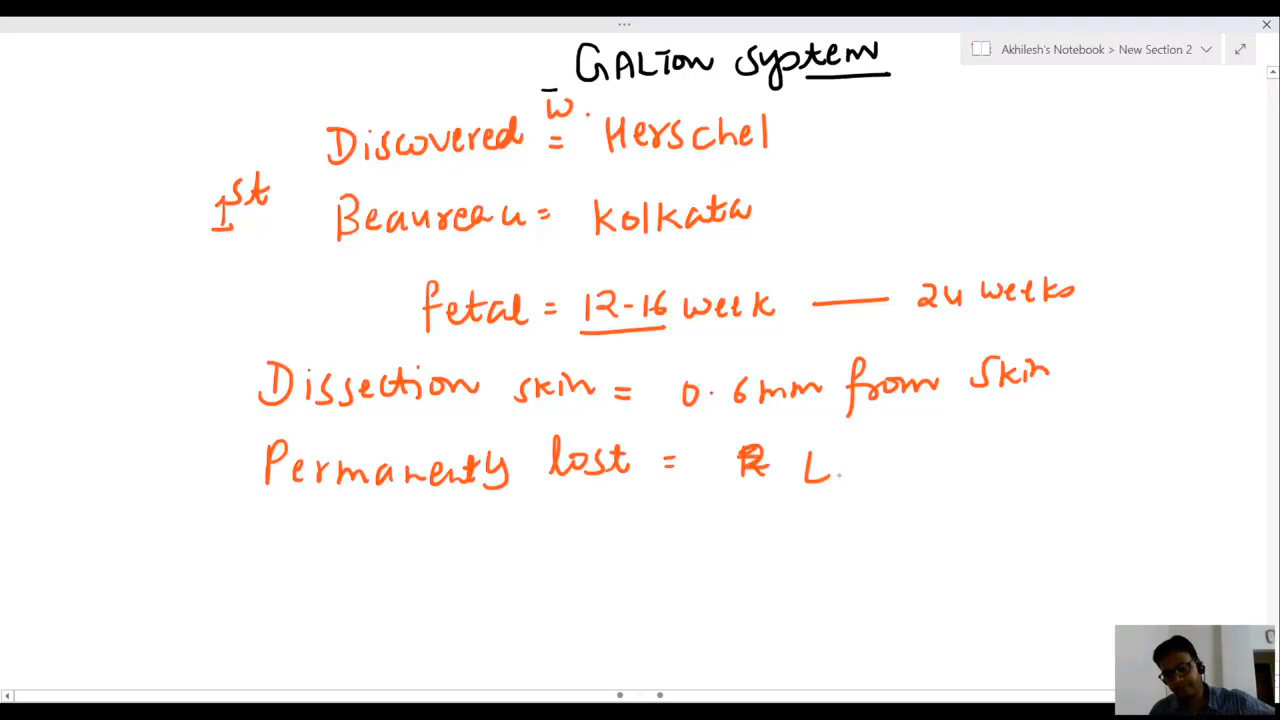 Akhilesh's Notebook > New Section 2
GALTon system
Discovered = W. Herschel
1st Beaureau = Kolkata
fetal = 12-16 week — 24 weeks
Dissection skin = 0.6mm from Skin
Permanently lost = R L